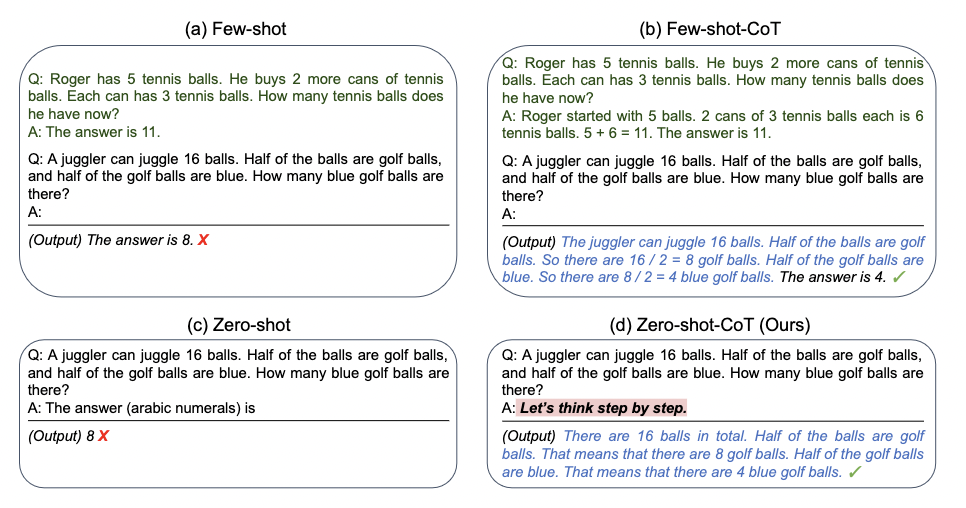 (a) Few-shot
Q: Roger has 5 tennis balls. He buys 2 more cans of tennis
balls. Each can has 3 tennis balls. How many tennis balls does
he have now?
A: The answer is 11.
Q: A juggler can juggle 16 balls. Half of the balls are golf balls,
and half of the golf balls are blue. How many blue golf balls are
there?
A:
(Output) The answer is 8. X
(b) Few-shot-CoT
Q: Roger has 5 tennis balls. He buys 2 more cans of tennis
balls. Each can has 3 tennis balls. How many tennis balls does
he have now?
A: Roger started with 5 balls. 2 cans of 3 tennis balls each is 6
tennis balls. 5 + 6 = 11. The answer is 11.
Q: A juggler can juggle 16 balls. Half of the balls are golf balls,
and half of the golf balls are blue. How many blue golf balls are
there?
A:
(Output) The juggler can juggle 16 balls. Half of the balls are golf
balls. So there are 16 / 2 = 8 golf balls. Half of the golf balls are
blue. So there are 8 / 2 = 4 blue golf balls. The answer is 4. ✓
(c) Zero-shot
Q: A juggler can juggle 16 balls. Half of the balls are golf balls,
and half of the golf balls are blue. How many blue golf balls are
there?
A: The answer (arabic numerals) is
(Output) 8 X
(d) Zero-shot-CoT (Ours)
Q: A juggler can juggle 16 balls. Half of the balls are golf balls,
and half of the golf balls are blue. How many blue golf balls are
there?
A: Let's think step by step.
(Output) There are 16 balls in total. Half of the balls are golf
balls. That means that there are 8 golf balls. Half of the golf balls
are blue. That means that there are 4 blue golf balls. ✓